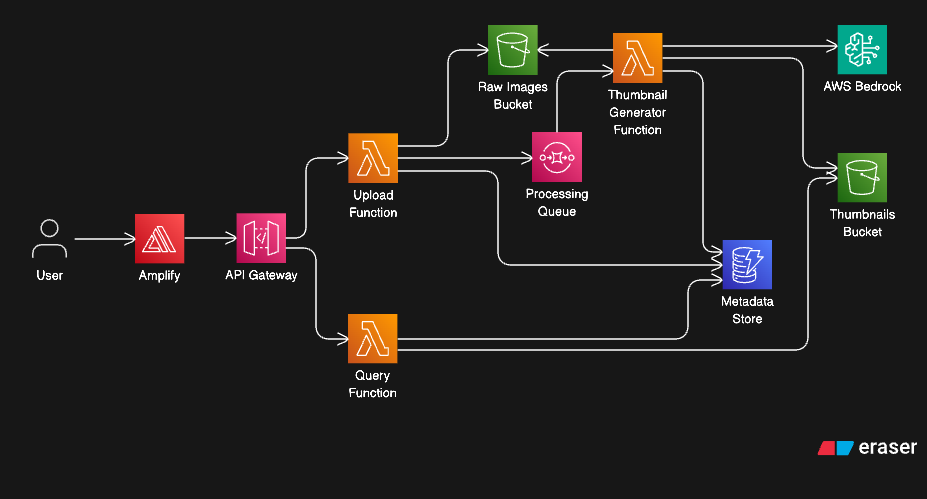 Raw Images
Bucket
Thumbnail
Generator
Function
AWS Bedrock
Upload
Function
Processing
Queue
Thumbnails
Bucket
User
Amplify
API Gateway
Metadata
Store
Query
Function
eraser